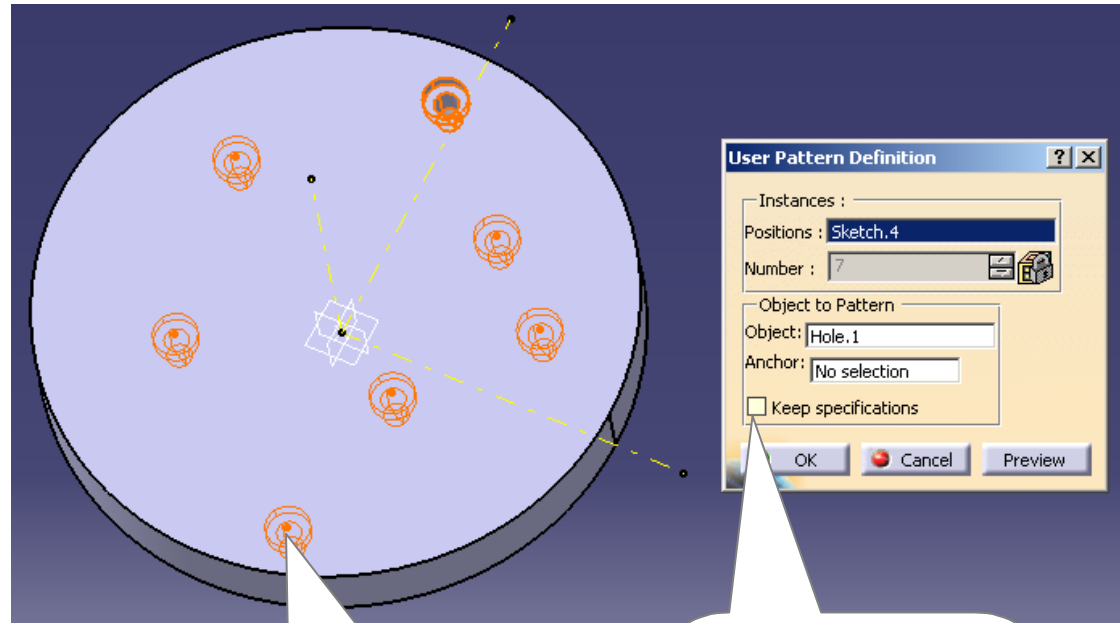 User Pattern Definition
Instances :
Positions : Sketch.4
Number : 7
Object to Pattern
Object: Hole.1
Anchor: No selection
Keep specifications
OK Cancel Preview